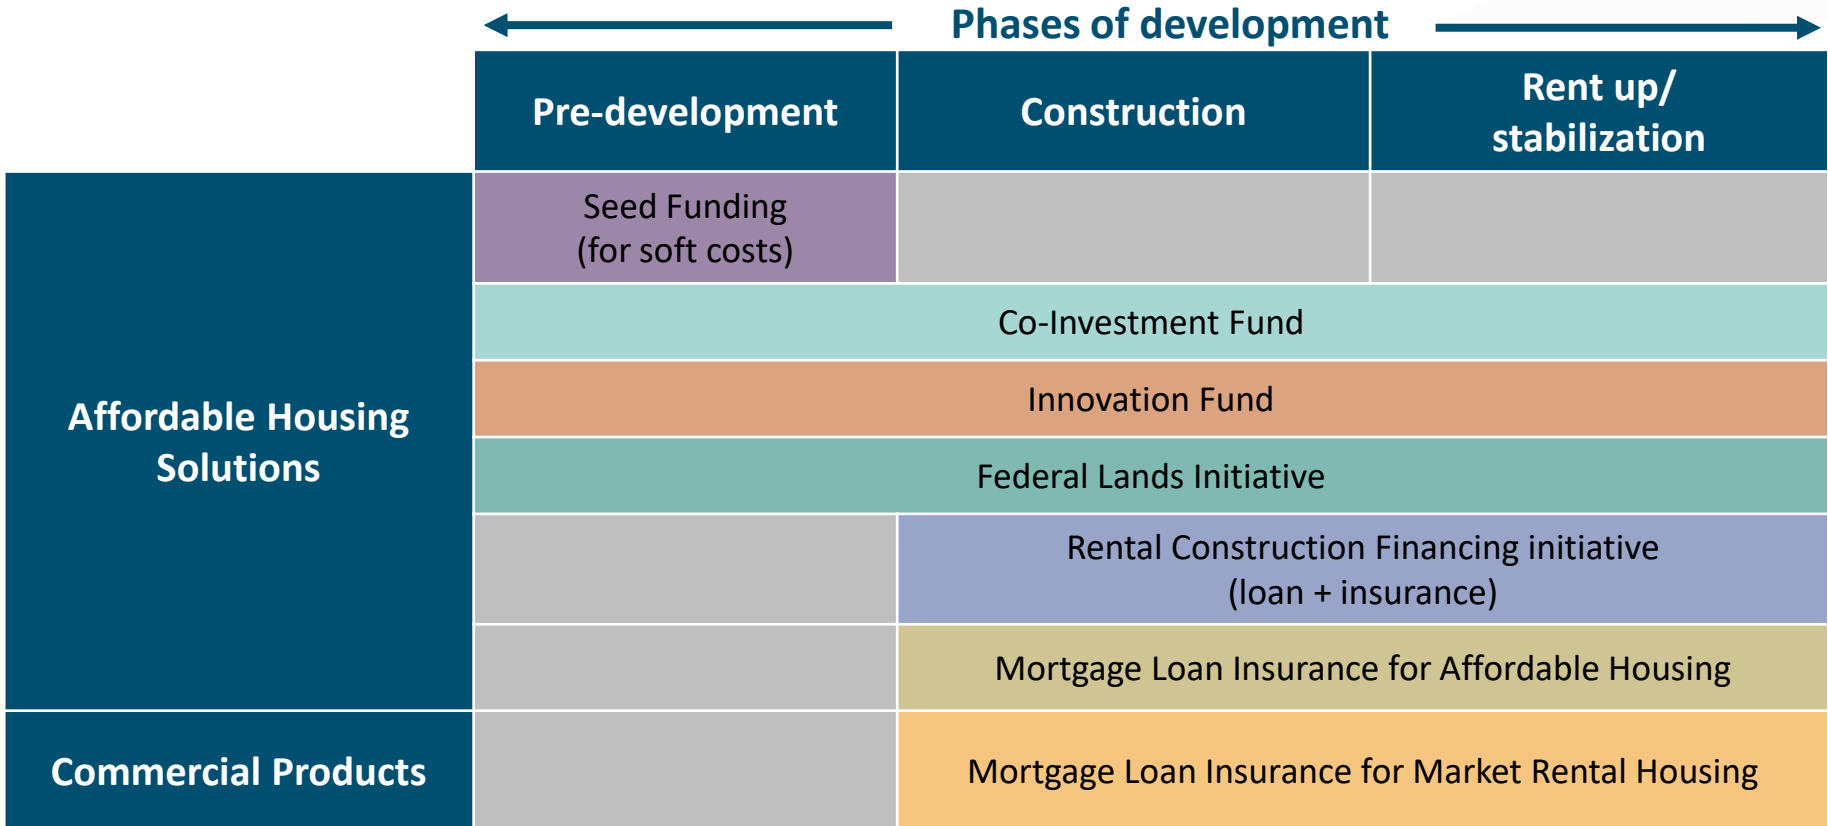 Phases of development
Pre-development
Construction
Rent up/
stabilization
Affordable Housing
Solutions
Seed Funding
(for soft costs)
Co-Investment Fund
Innovation Fund
Federal Lands Initiative
Rental Construction Financing initiative
(loan + insurance)
Mortgage Loan Insurance for Affordable Housing
Commercial Products
Mortgage Loan Insurance for Market Rental Housing